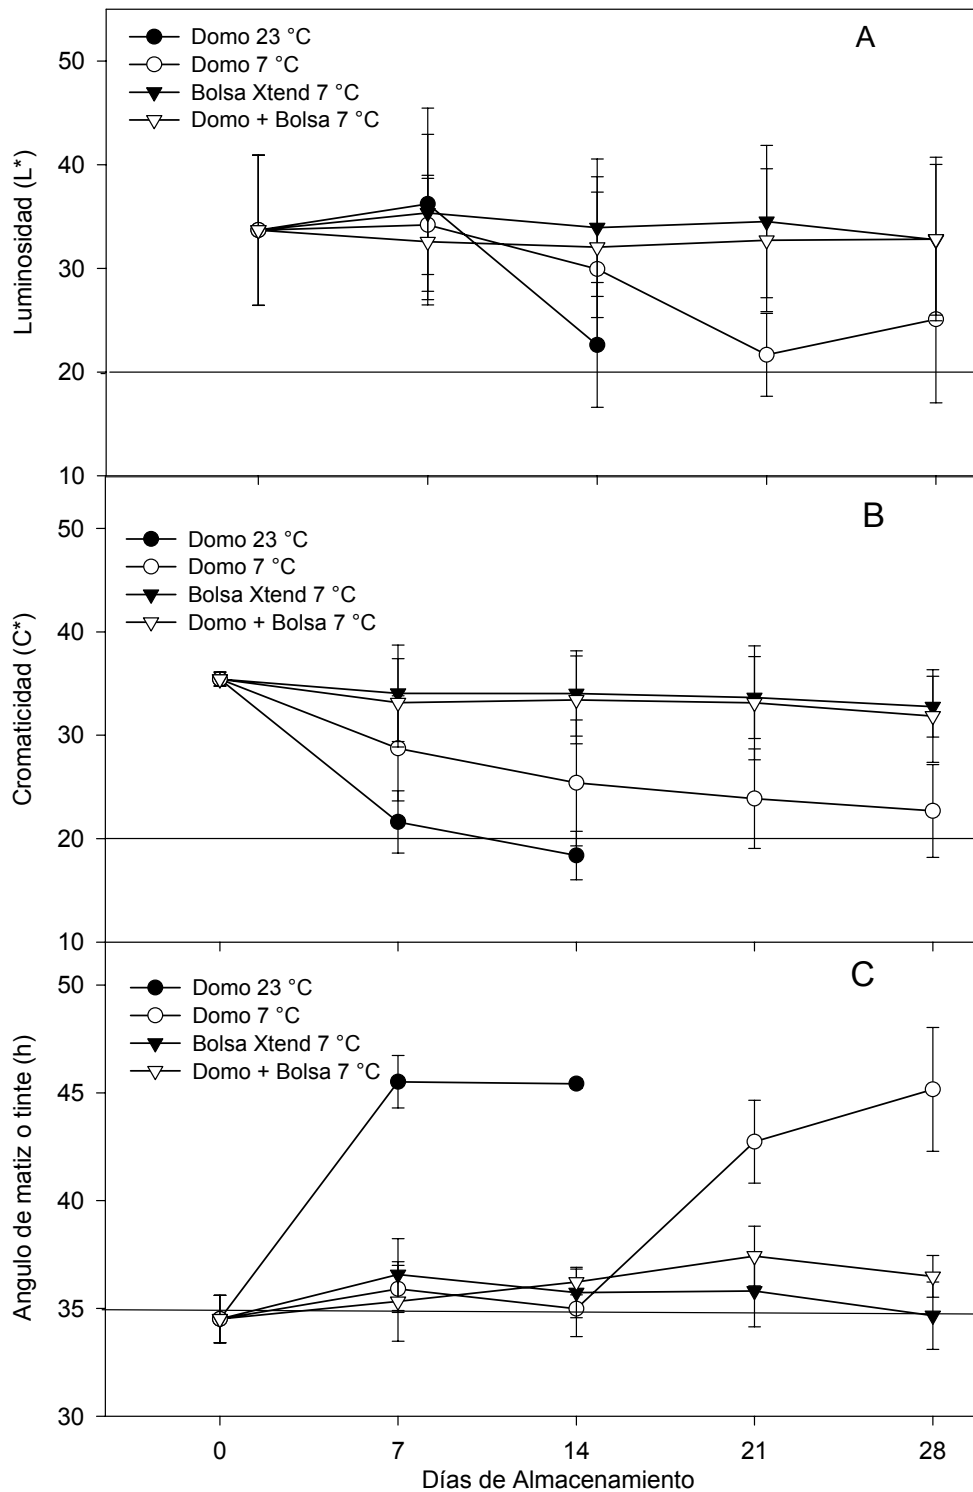 A
Domo 23 °C
Domo 7 °C
Bolsa Xtend 7 °C
Domo + Bolsa 7 °C
50
40
30
20
10
Luminosidad (L*)
B
Domo 23 °C
Domo 7 °C
Bolsa Xtend 7 °C
Domo + Bolsa 7 °C
50
40
30
20
10
Cromaticidad (C*)
C
Domo 23 °C
Domo 7 °C
Bolsa Xtend 7 °C
Domo + Bolsa 7 °C
50
45
40
35
30
Angulo de matiz o tinte (h)
0 7 14 21 28
Días de Almacenamiento